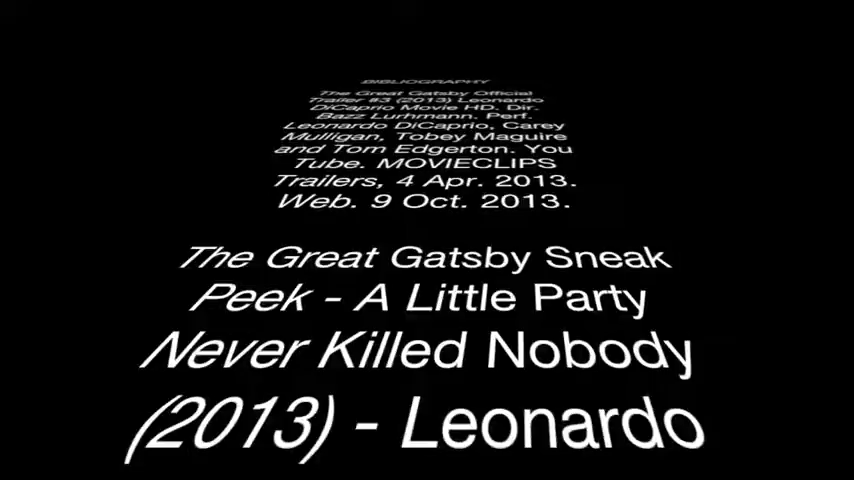 BIBLIOGRAPHY
The Great Gatsby Official
Trailer #3 (2013) Leonardo
DiCaprio Movie HD. Dir.
Bazz Lurhmann. Perf.
Leonardo DiCaprio, Carey
Mulligan, Tobey Maguire
and Tom Edgerton. You
Tube. MOVIECLIPS
Trailers, 4 Apr. 2013.
Web. 9 Oct. 2013.
The Great Gatsby Sneak
Peek - A Little Party
Never Killed Nobody
(2013) - Leonardo